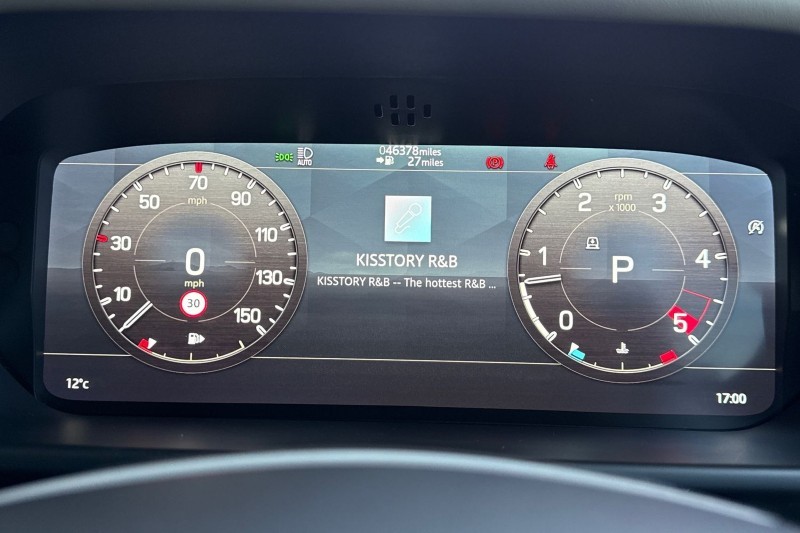 046378miles
27miles
AUTO
10
30
50
70
90
110
130
150
mph
0
mph
30
KISSTORY R&B
KISSTORY R&B -- The hottest R&B ...
0
1
2
3
4
5
rpm
x 1000
P
12°c
17:00